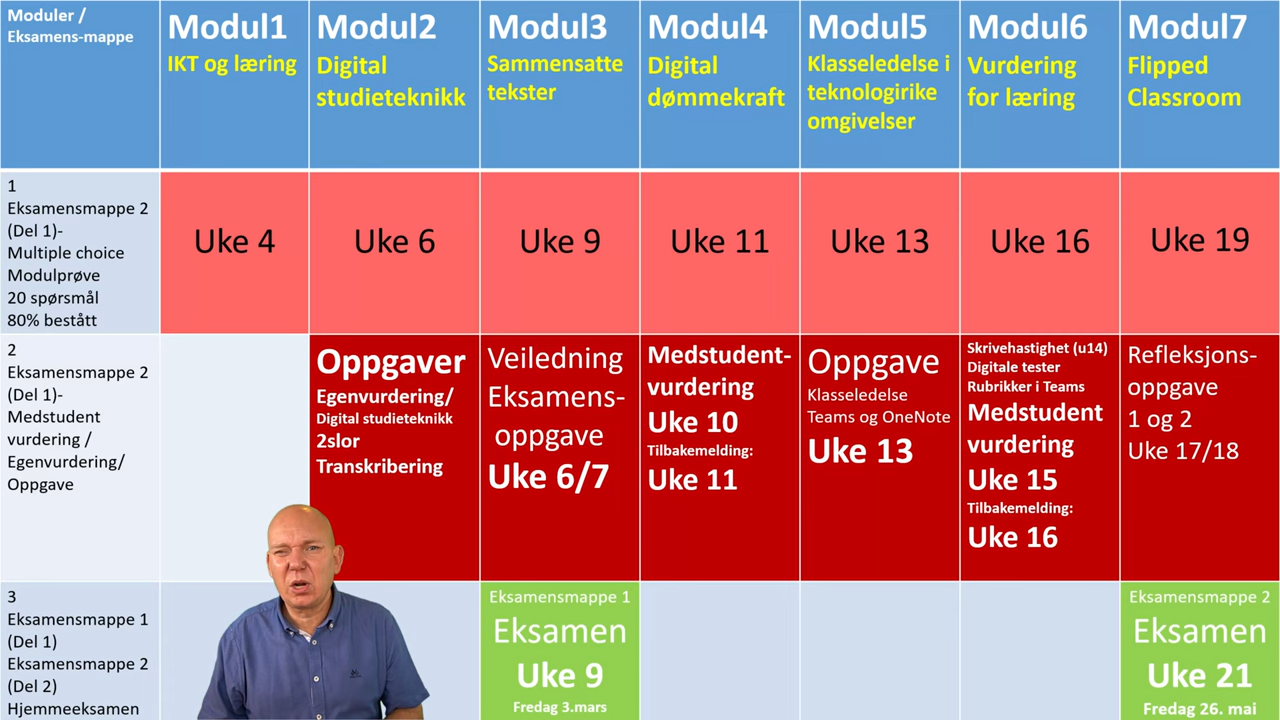 Moduler /
Eksamens-mappe
Modul1
IKT og læring
Modul2
Digital
studieteknikk
Modul3
Sammensatte
tekster
Modul4
Digital
dømmekraft
Modul5
Klasseledelse i
teknologirike
omgivelser
Modul6
Vurdering
for læring
Modul7
Flipped
Classroom
1
Eksamensmappe 2
(Del 1)-
Multiple choice
Modulprøve
20 spørsmål
80% bestått
Uke 4
Uke 6
Uke 9
Uke 11
Uke 13
Uke 16
Uke 19
2
Eksamensmappe 2
(Del 1)-
Medstudent
vurdering /
Egenvurdering/
Oppgave
Oppgaver
Egenvurdering/
Digital studieteknikk
2slor
Transkribering
Veiledning
Eksamens-
oppgave
Uke 6/7
Medstudent-
vurdering
Uke 10
Tilbakemelding:
Uke 11
Oppgave
Klasseledelse
Teams og OneNote
Uke 13
Skrivehastighet (u14)
Digitale tester
Rubrikker i Teams
Medstudent
vurdering
Uke 15
Tilbakemelding:
Uke 16
Refleksjons-
oppgave
1 og 2
Uke 17/18
3
Eksamensmappe 1
(Del 1)
Eksamensmappe 2
(Del 2)
Hjemmeeksamen
Eksamensmappe 1
Eksamen
Uke 9
Fredag 3.mars
Eksamensmappe 2
Eksamen
Uke 21
Fredag 26. mai